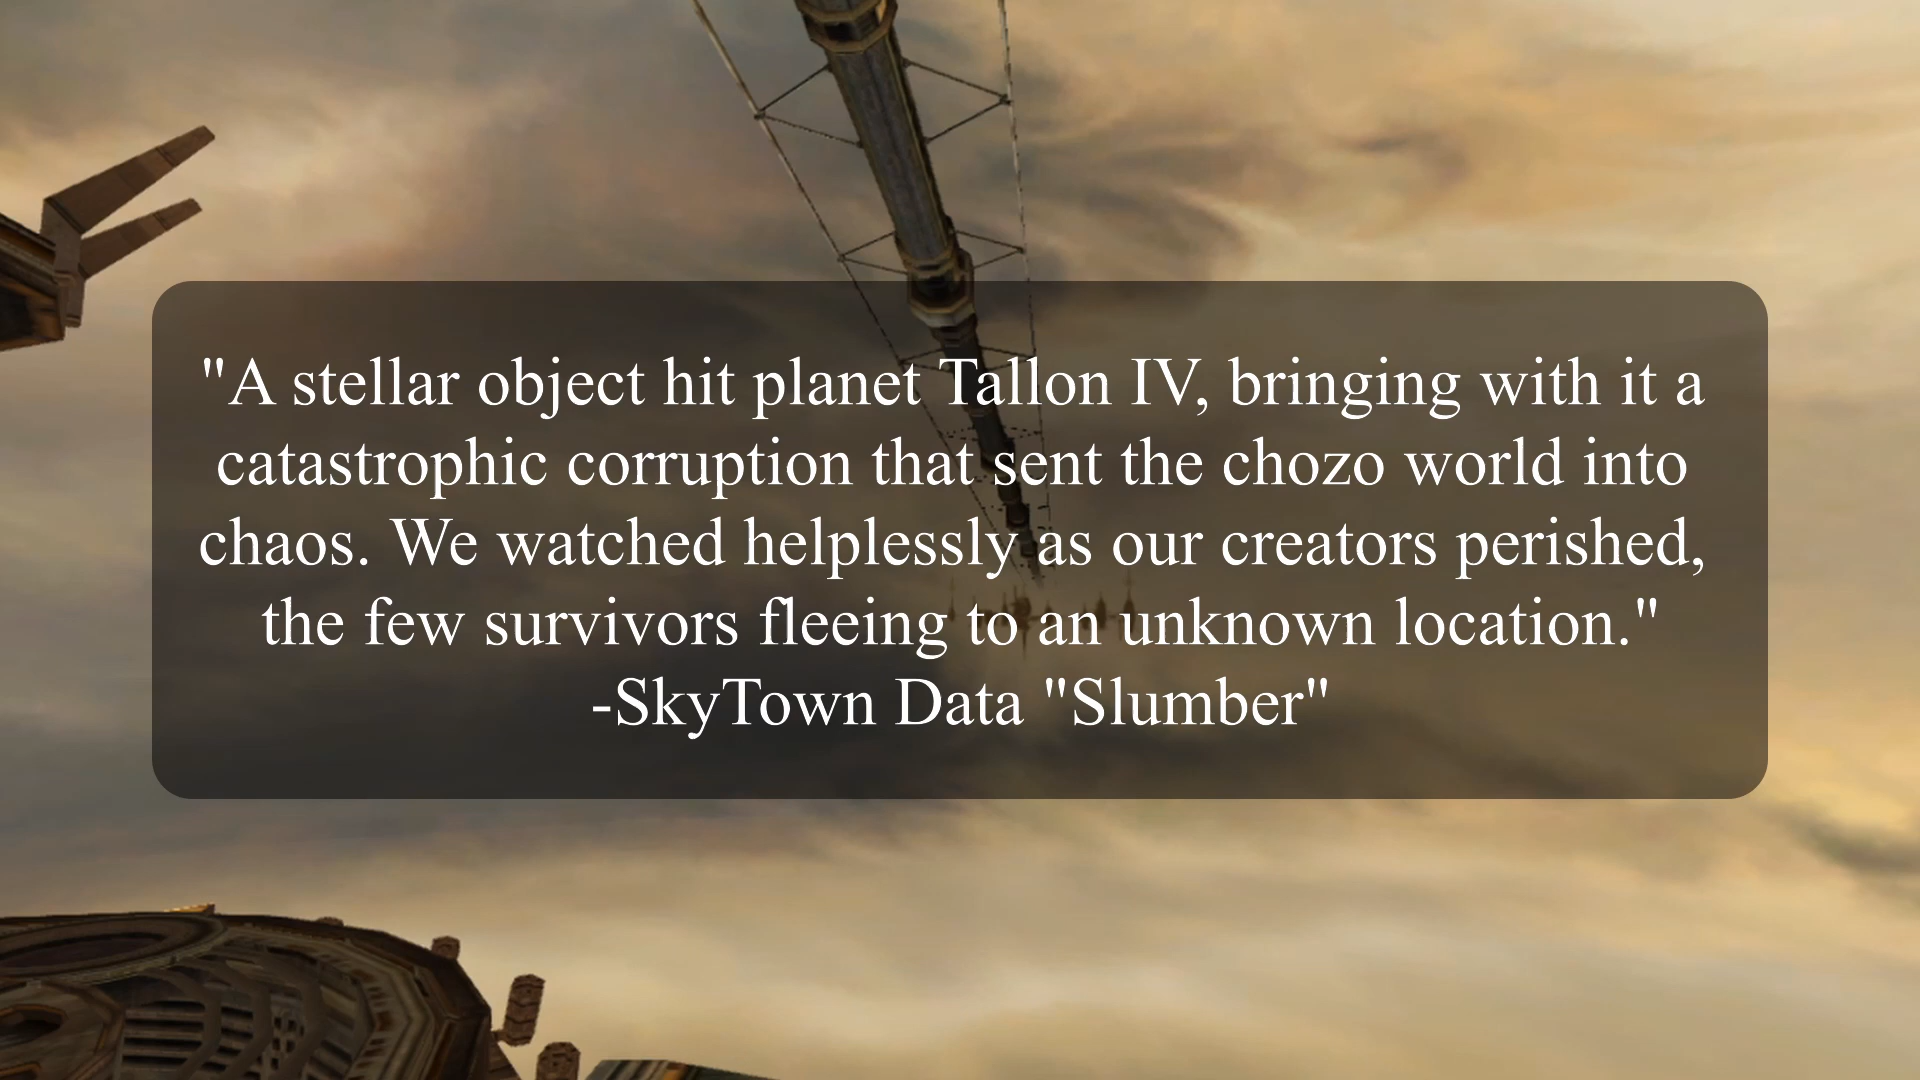 "A stellar object hit planet Tallon IV, bringing with it a
catastrophic corruption that sent the chozo world into
chaos. We watched helplessly as our creators perished,
the few survivors fleeing to an unknown location."
-SkyTown Data "Slumber"